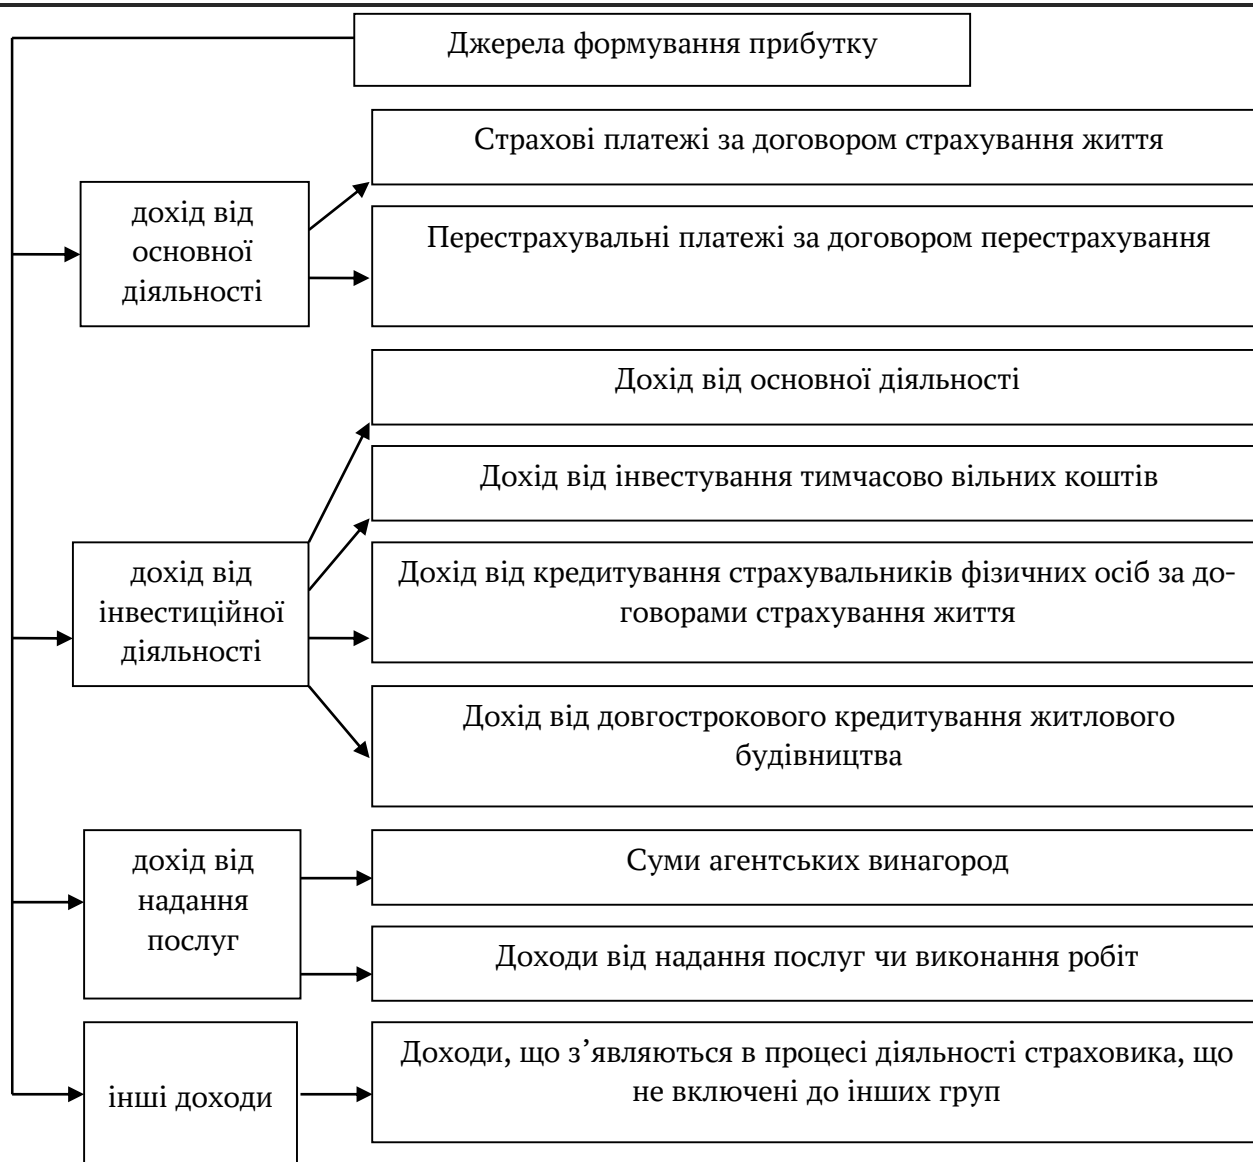 Джерела формування прибутку
Страхові платежі за договором страхування життя
дохід від
основної
діяльності
Перестрахувальні платежі за договором перестрахування
Дохід від основної діяльності
Дохід від інвестування тимчасово вільних коштів
дохід від
інвестиційної
діяльності
Дохід від кредитування страхувальників фізичних осіб за до-
говорами страхування життя
Дохід від довгострокового кредитування житлового
будівництва
дохід від
надання
послуг
Суми агентських винагород
Доходи від надання послуг чи виконання робіт
інші доходи
Доходи, що з’являються в процесі діяльності страховика, що
не включені до інших груп